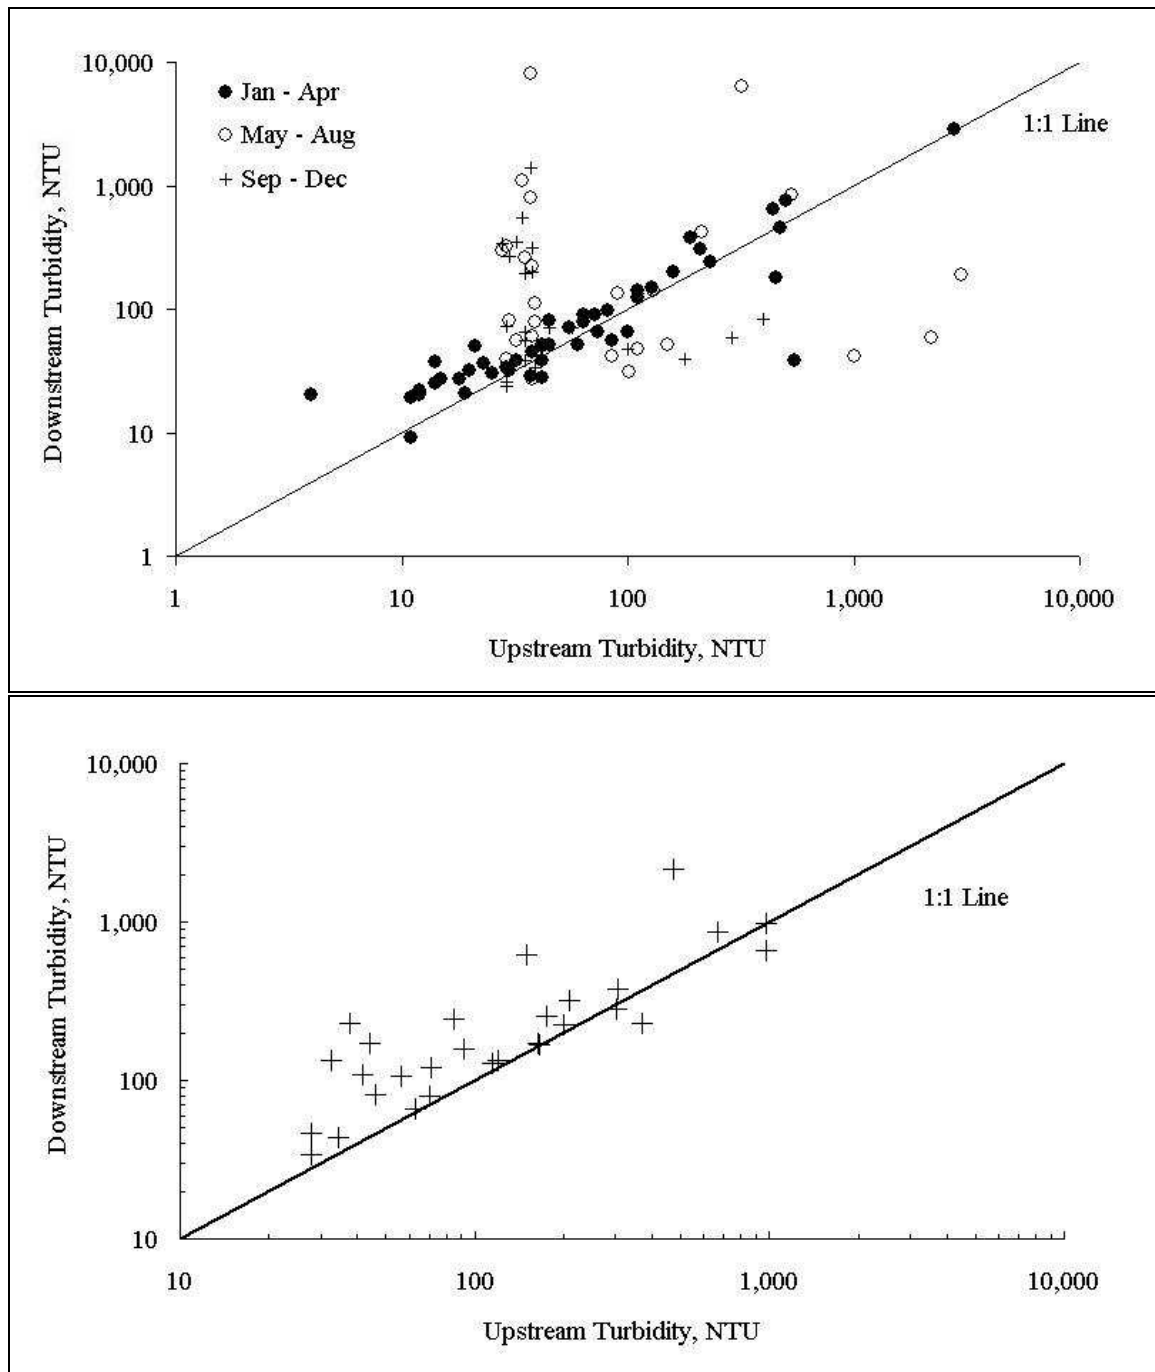 10,000
Jan - Apr
1:1 Line
May - Aug
1,000
Sep - Dec
Downstream Turbidity, NTU
100
10
1
1 10 100 1,000 10,000
Upstream Turbidity, NTU
10,000
1:1 Line
1,000
Downstream Turbidity, NTU
100
10
10 100 1,000 10,000
Upstream Turbidity, NTU